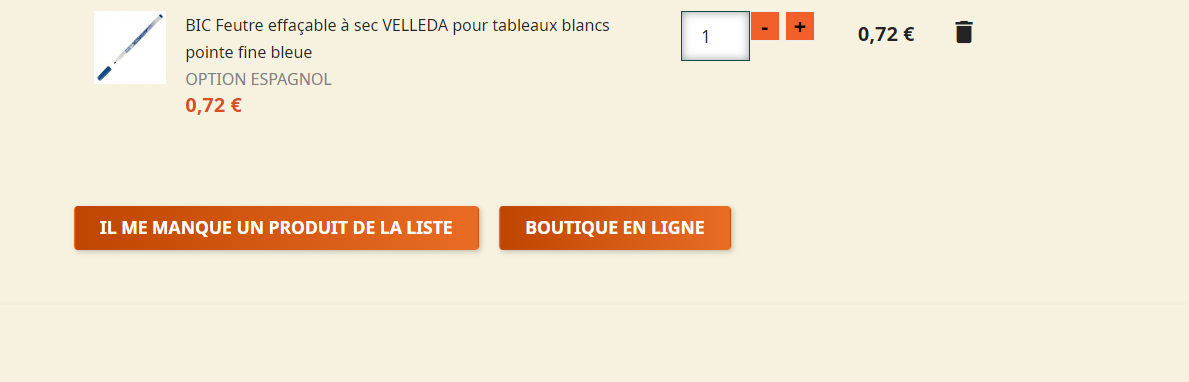 BIC Feutre effaçable à sec VELLEDA pour tableaux blancs
pointe fine bleue
OPTION ESPAGNOL
0,72 €
1
-
+
0,72 €
IL ME MANQUE UN PRODUIT DE LA LISTE
BOUTIQUE EN LIGNE